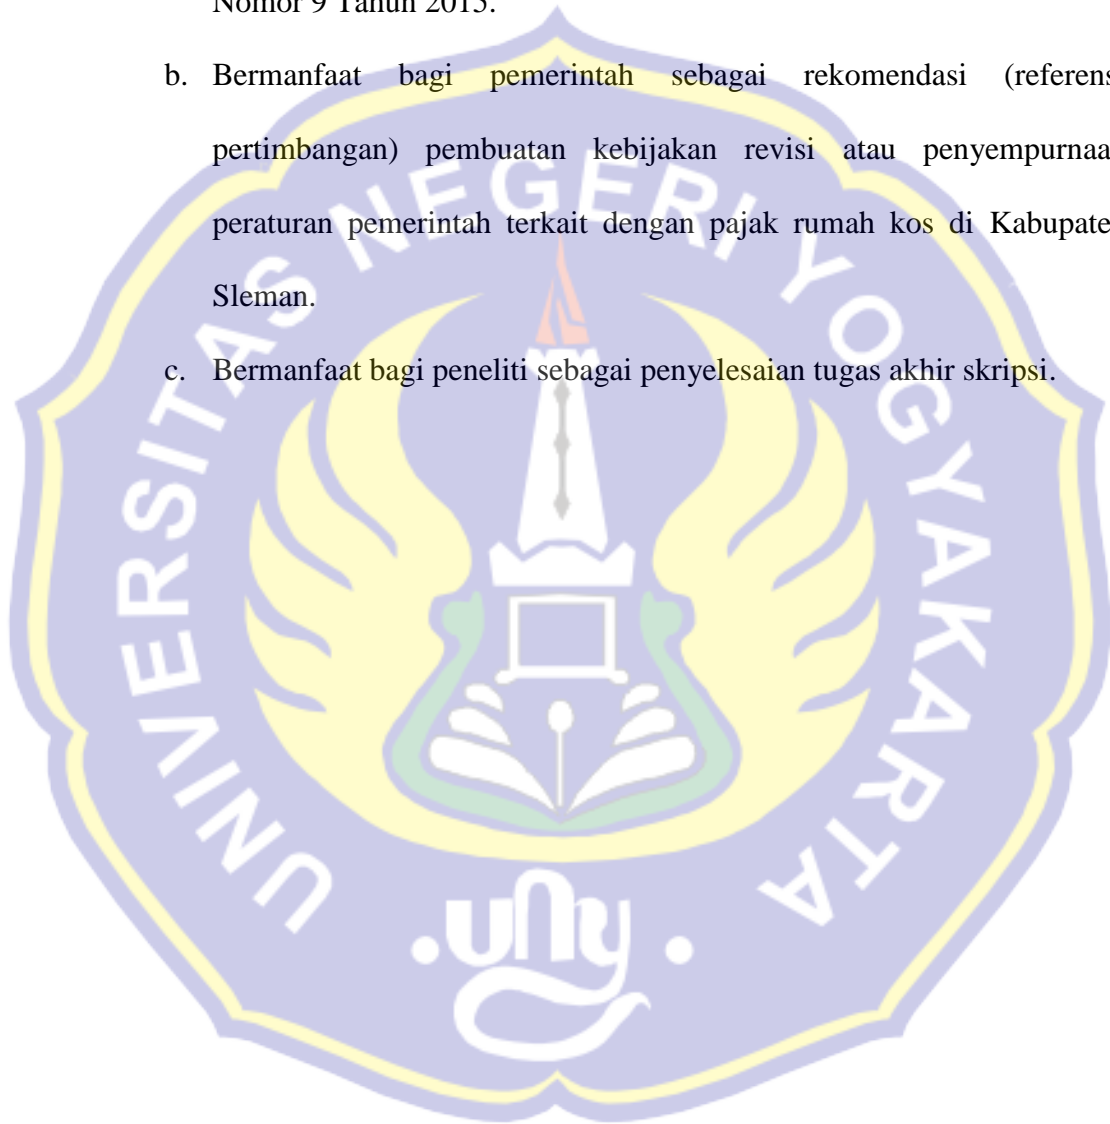 Nomor 9 Tahun 2015.
b. Bermanfaat bagi pemerintah sebagai rekomendasi (referens
pertimbangan) pembuatan kebijakan revisi atau penyempurnaa
peraturan pemerintah terkait dengan pajak rumah kos di Kabupate
Sleman.
c. Bermanfaat bagi peneliti sebagai penyelesaian tugas akhir skripsi.
UNIVERSITAS NEGERI YOGYAKARTA
uny